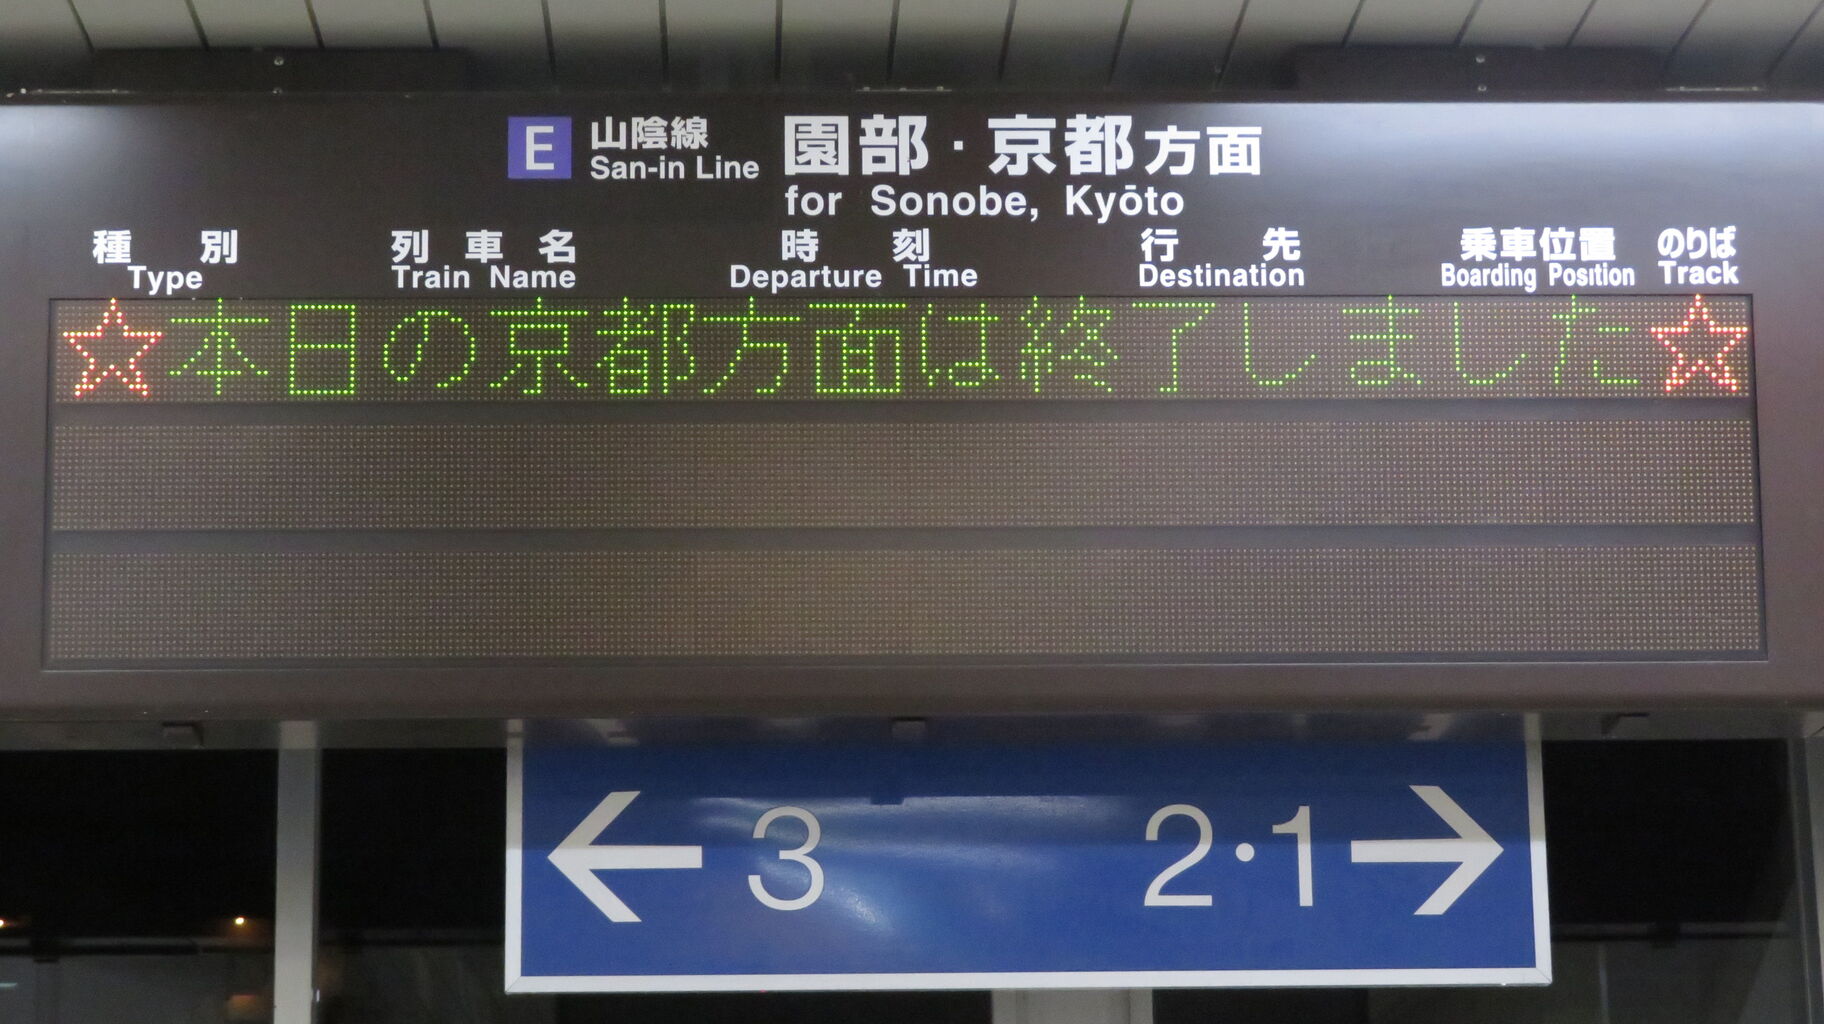 E 山陰線 園部・京都方面
San-in Line for Sonobe, Kyōto
種別 列車名 時刻 行先 乗車位置 のりば
Type Train Name Departure Time Destination Boarding Position Track
☆本日の京都方面は終了しました☆
← 3 2・1 →